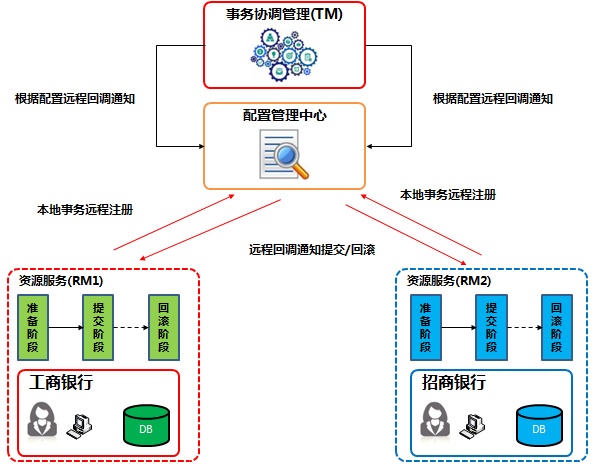 事务协调管理(TM)
根据配置远程回调通知
根据配置远程回调通知
配置管理中心
本地事务远程注册
本地事务远程注册
远程回调通知提交/回滚
资源服务(RM1)
准备阶段
提交阶段
回滚阶段
工商银行
DB
资源服务(RM2)
准备阶段
提交阶段
回滚阶段
招商银行
DB